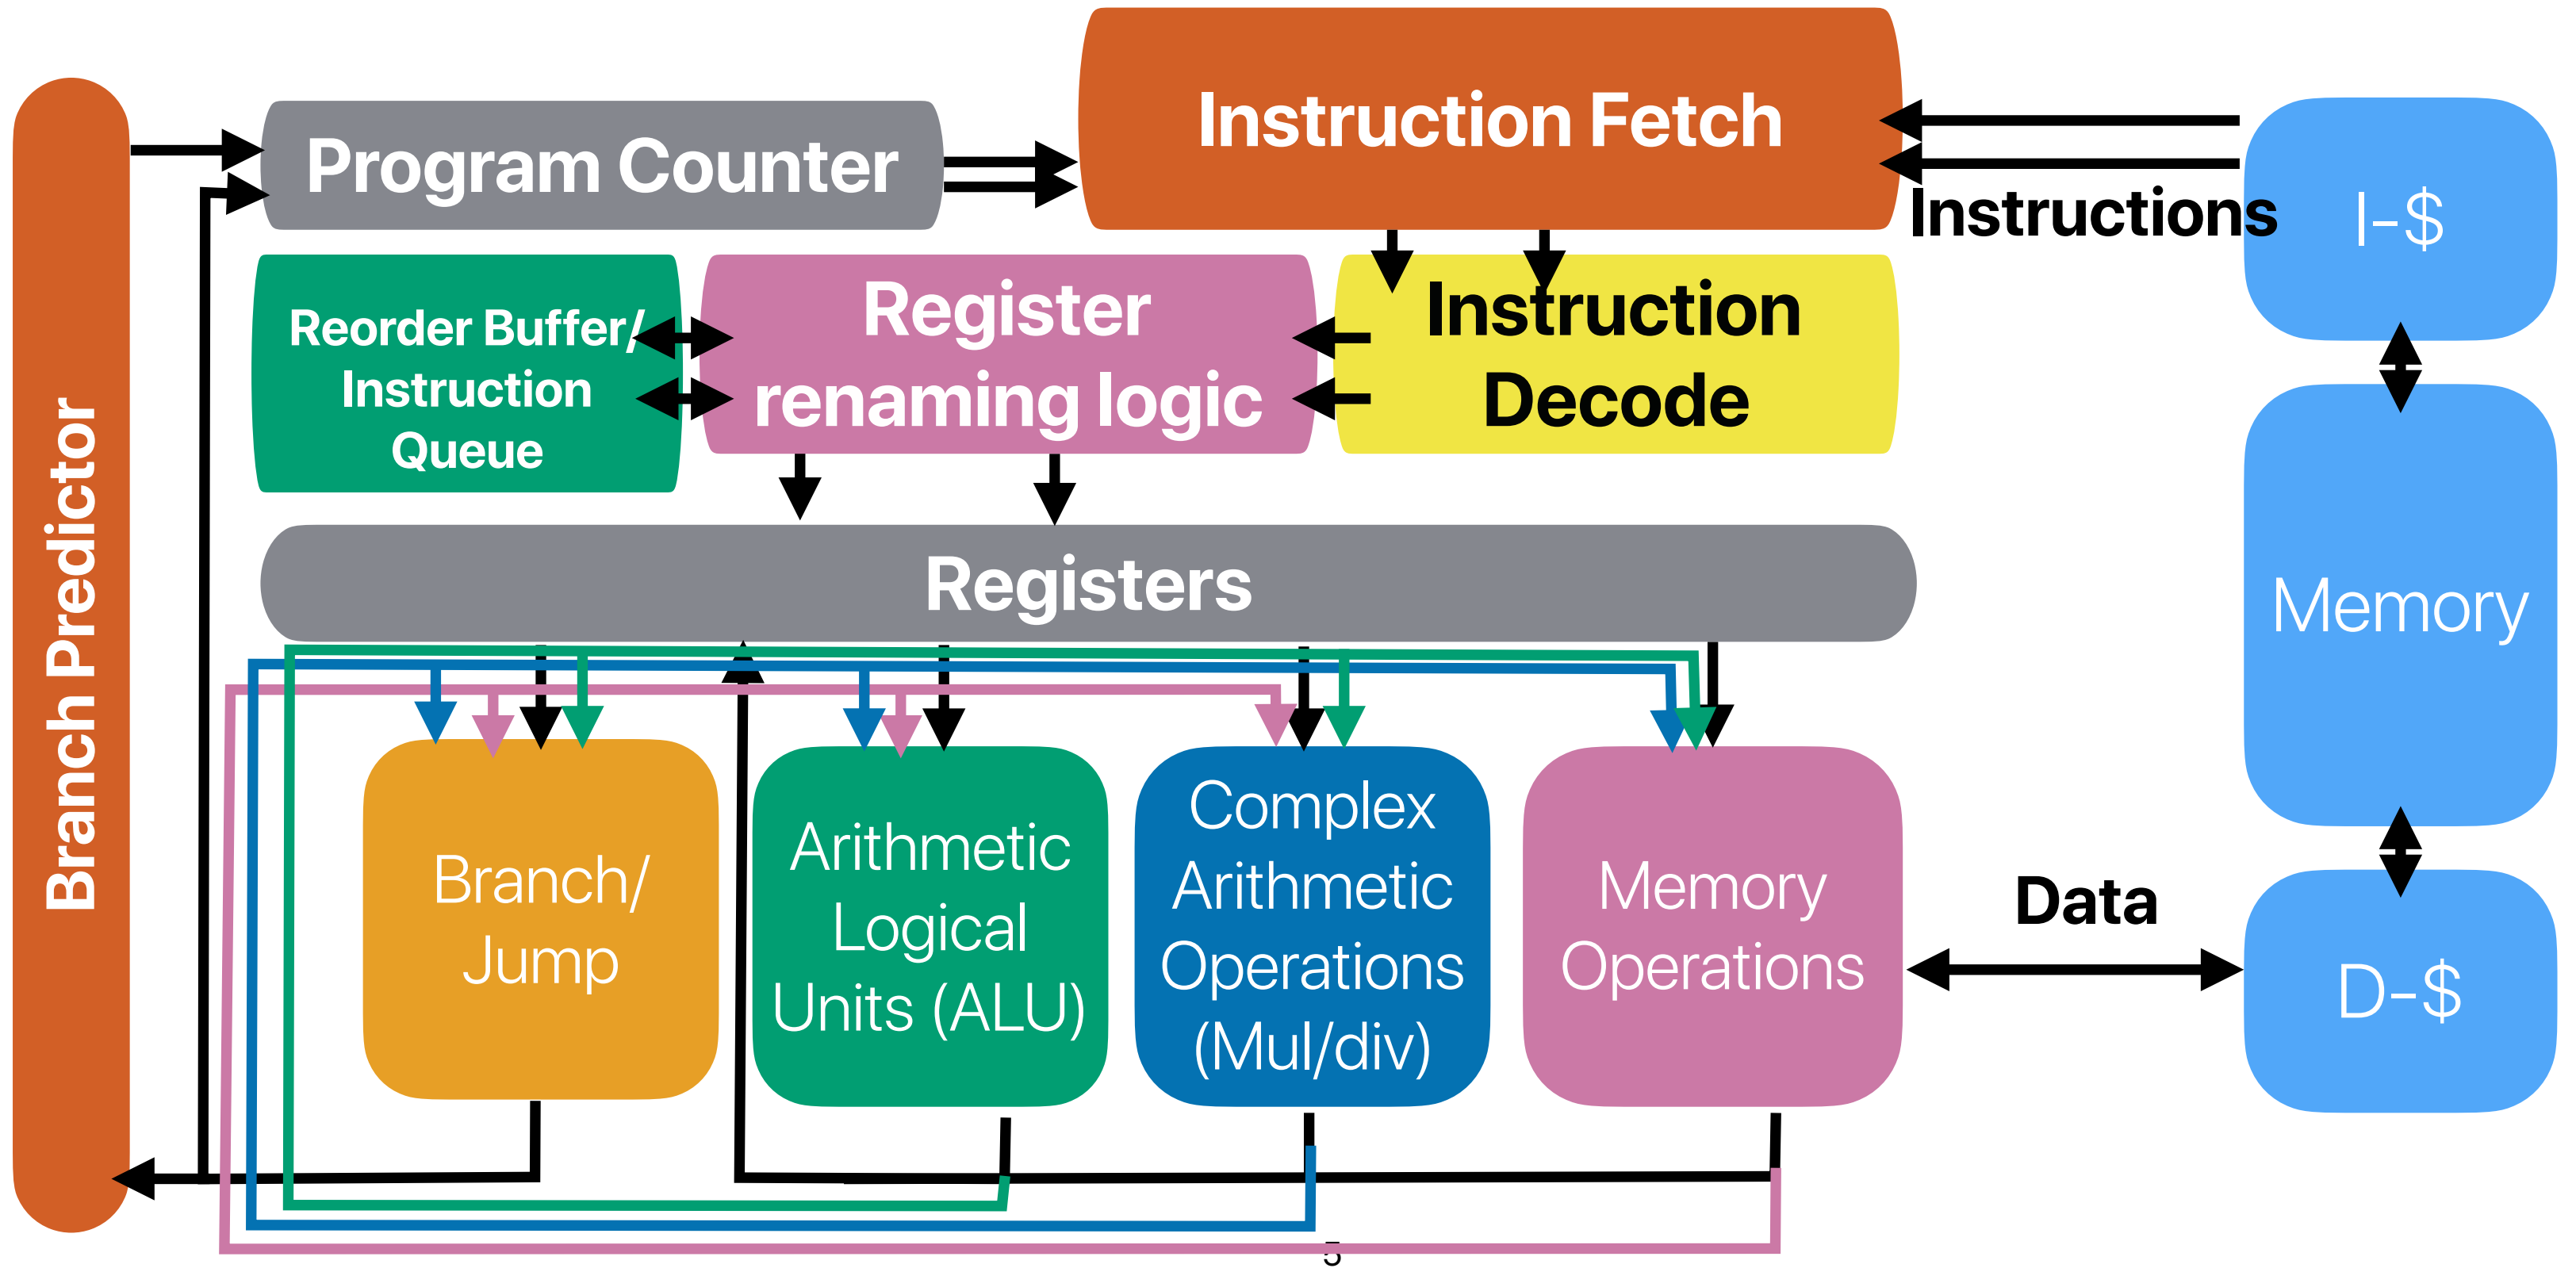 Instruction Fetch
Program Counter
Instructions
I-$
Reorder Buffer/
Instruction
Queue
Register
renaming logic
Instruction
Decode
Branch Predictor
Registers
Memory
Branch/
Jump
Arithmetic
Logical
Units (ALU)
Complex
Arithmetic
Operations
(Mul/div)
Memory
Operations
Data
D-$
5